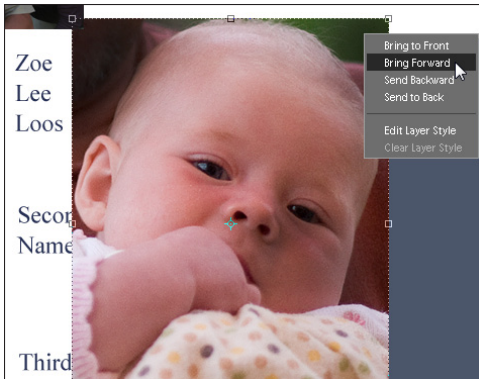 Zoe
Lee
Loos
Secon
Name
Third
Bring to Front
Bring Forward
Send Backward
Send to Back
Edit Layer Style
Clear Layer Style